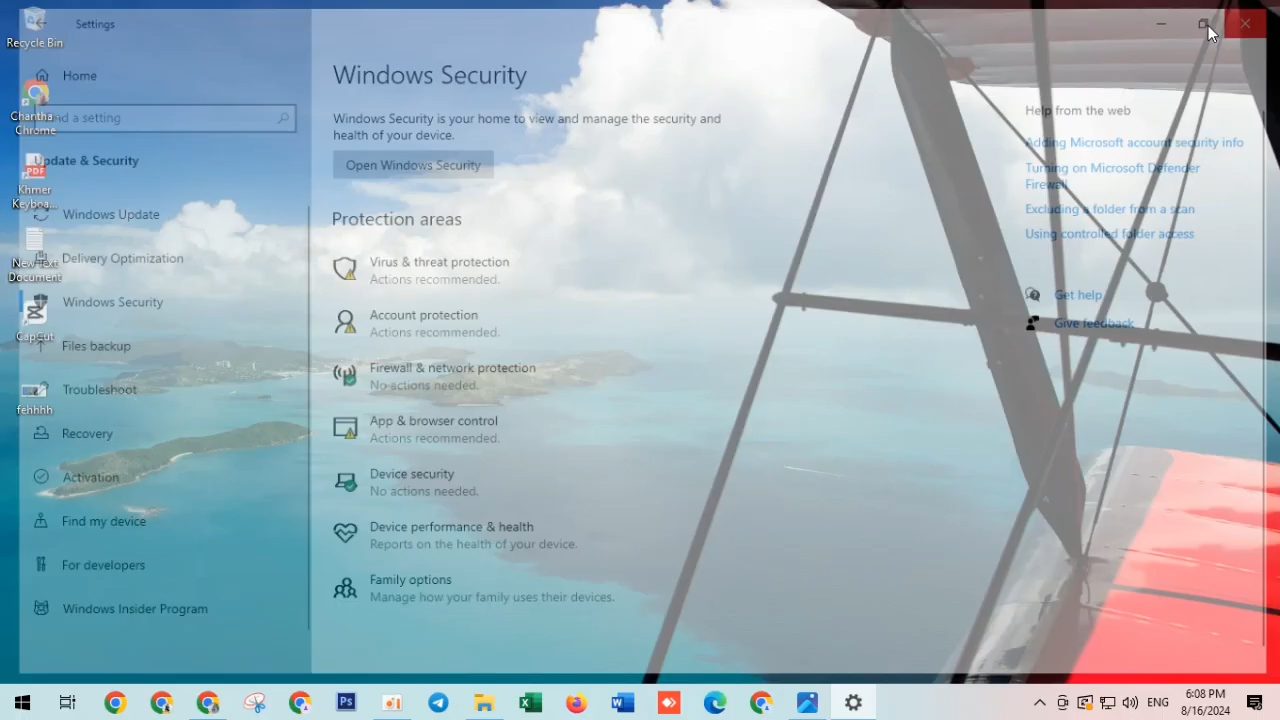 Settings
Recycle Bin
Home
Chantha
Chrome
a setting
Update & Security
Khmer
Keyboa...
Windows Update
New Text
Document
Delivery Optimization
Windows Security
Capcut
Files backup
Troubleshoot
fehhhh
Recovery
Activation
Find my device
For developers
Windows Insider Program
Windows Security
Windows Security is your home to view and manage the security and
health of your device.
Open Windows Security
Protection areas
Virus & threat protection
Actions recommended.
Account protection
Actions recommended.
Firewall & network protection
No actions needed.
App & browser control
Actions recommended.
Device security
No actions needed.
Device performance & health
Reports on the health of your device.
Family options
Manage how your family uses their devices.
Help from the web
Adding Microsoft account security info
Turning on Microsoft Defender
Firewall
Excluding a folder from a scan
Using controlled folder access
Get help
Give feedback
PDF
Ps
ENG
6:08 PM
8/16/2024